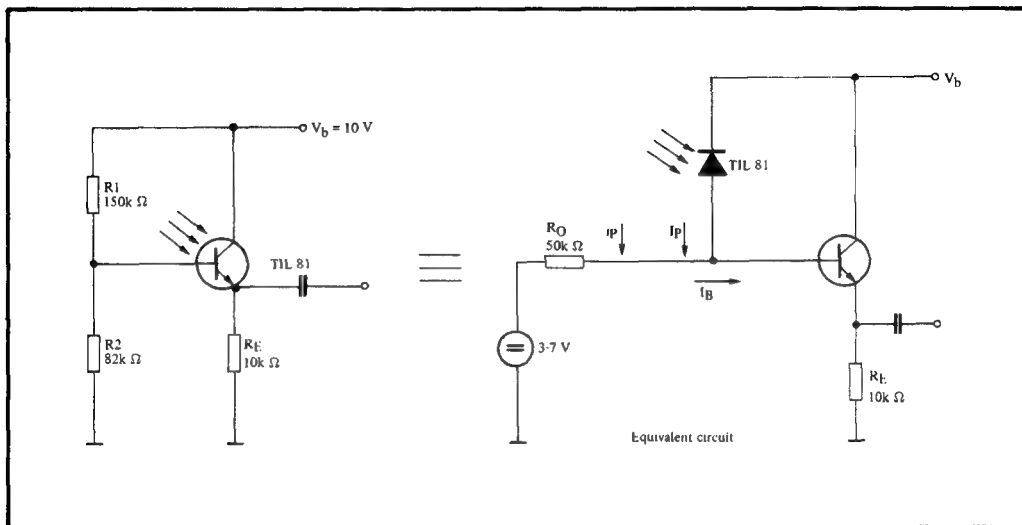 V_b = 10 V
R1
150k Ω
TIL 81
R2
82k Ω
R_E
10k Ω
V_b
TIL 81
R_O
50k Ω
I_P
I_P
I_B
3·7 V
R_E
10k Ω
Equivalent circuit